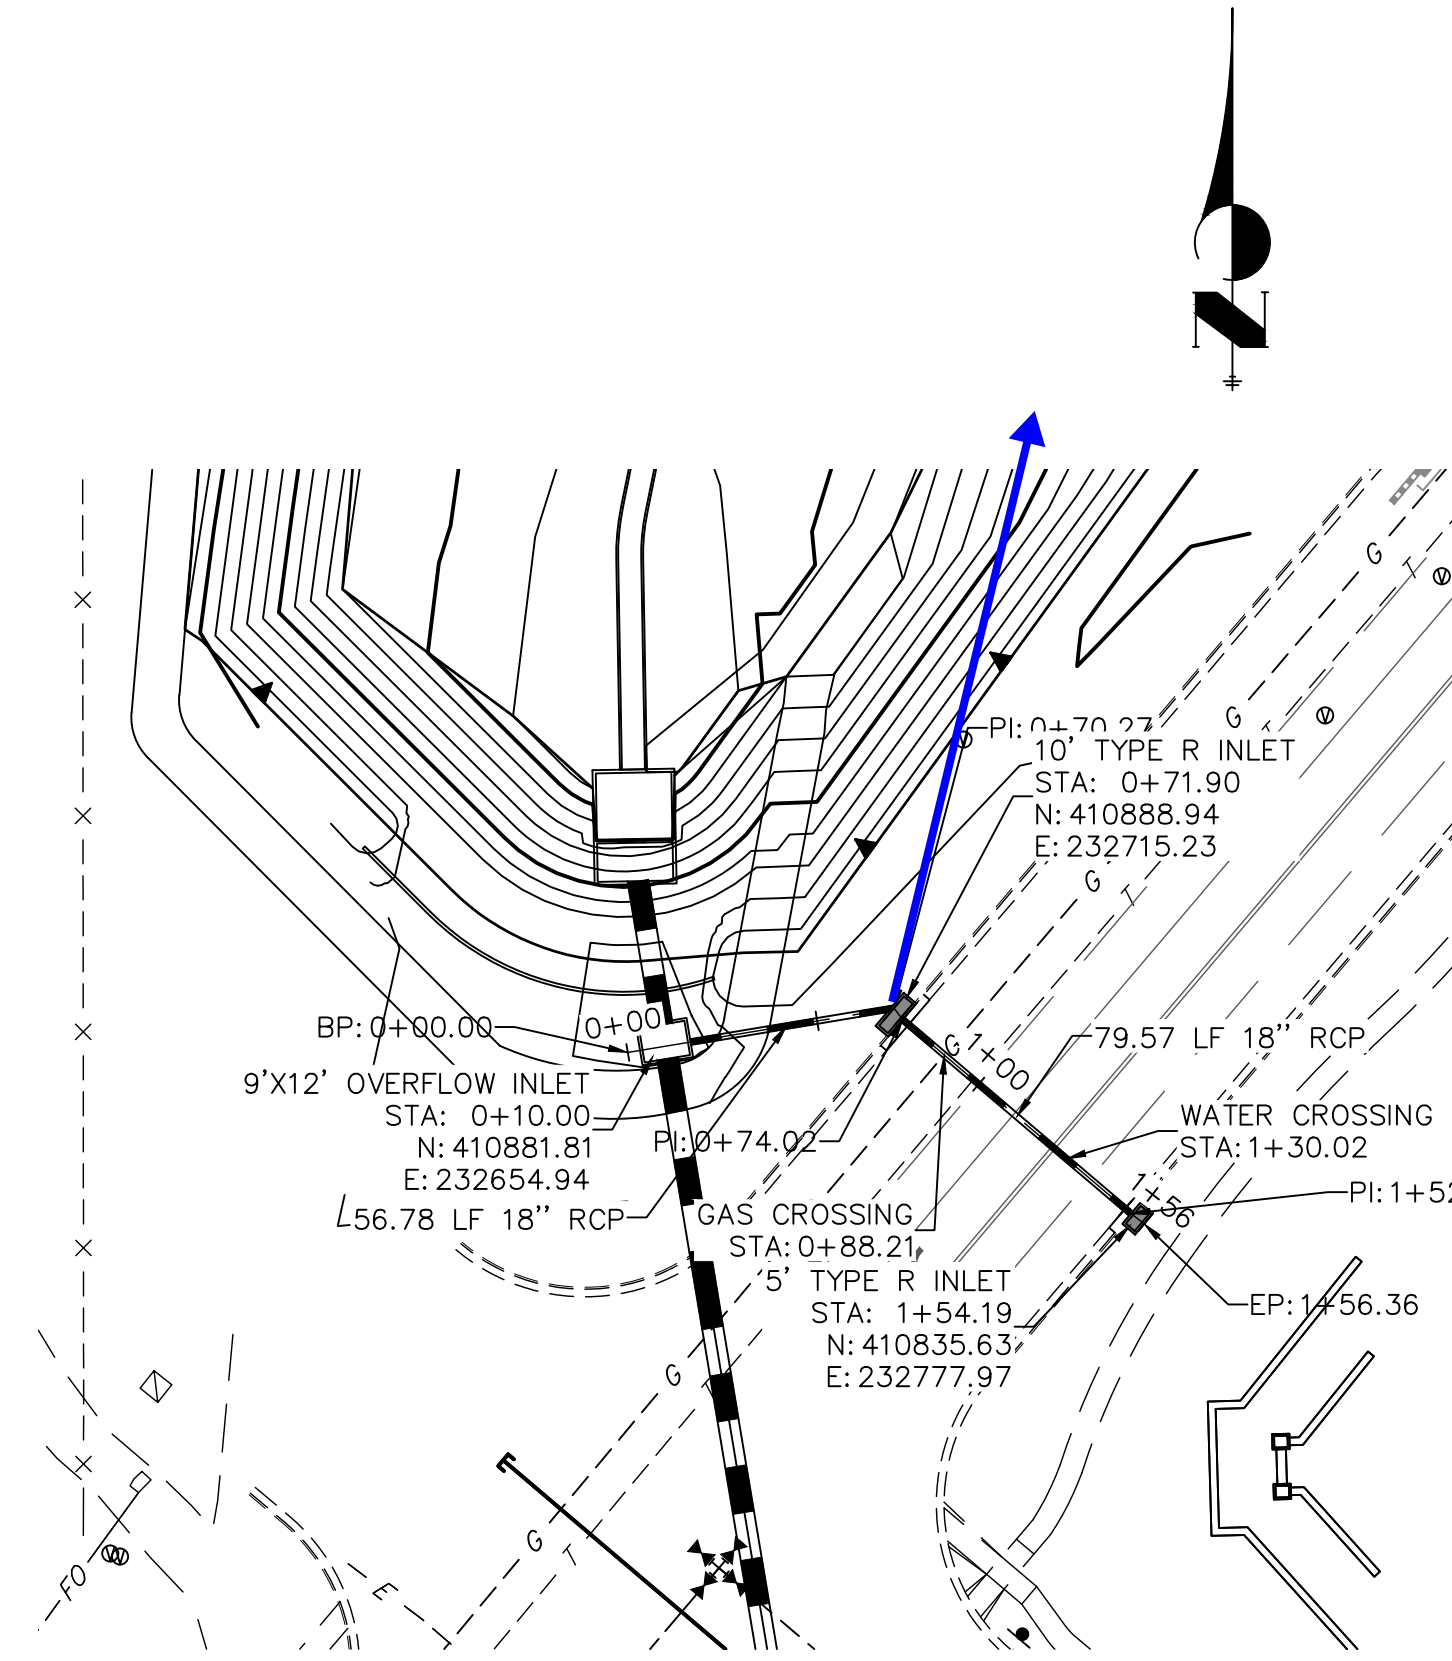 N
G
T
G
T
PI: 0+70.27
10' TYPE R INLET
STA: 0+71.90
N: 410888.94
E: 232715.23
G
T
BP: 0+00.00
0+00
G
1+00
79.57 LF 18" RCP
9'X12' OVERFLOW INLET
STA: 0+10.00
N: 410881.81
E: 232654.94
56.78 LF 18" RCP
PI: 0+74.02
WATER CROSSING
STA: 1+30.02
PI: 1+52
1+56
GAS CROSSING
STA: 0+88.21
5' TYPE R INLET
STA: 1+54.19
N: 410835.63
E: 232777.97
EP: 1+56.36
G
T
G
T
FO
E